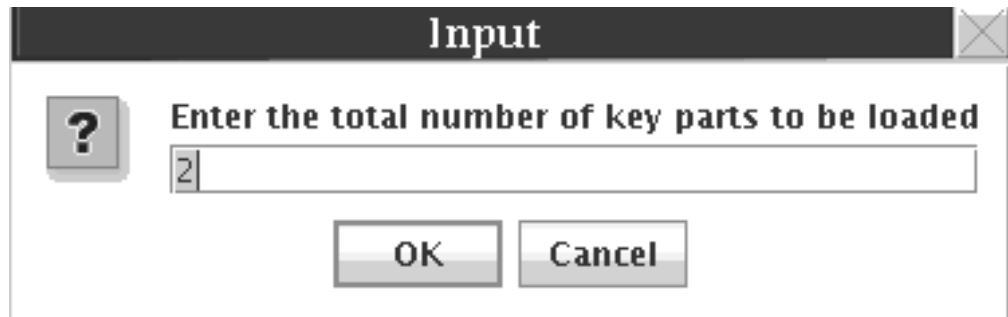 Input
?
Enter the total number of key parts to be loaded
2
OK Cancel